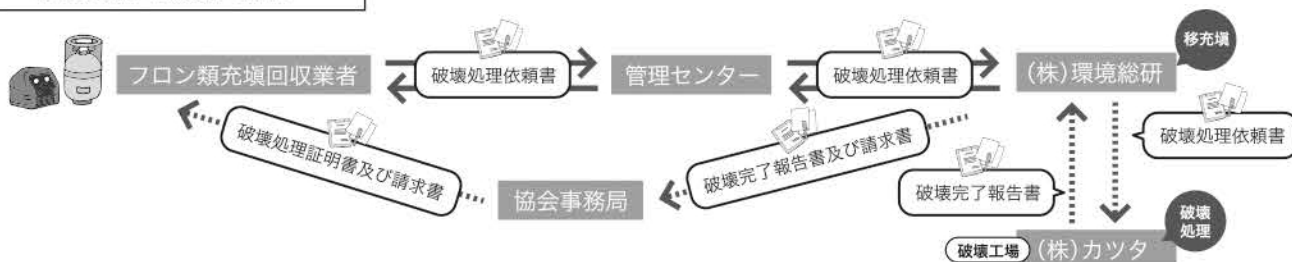 移充塡
フロン類充塡回収業者
破壊処理依頼書
管理センター
破壊処理依頼書
(株)環境総研
破壊処理依頼書
破壊処理証明書及び請求書
破壊完了報告書及び請求書
破壊完了報告書
協会事務局
破壊
処理
破壊工場
(株)カツタ